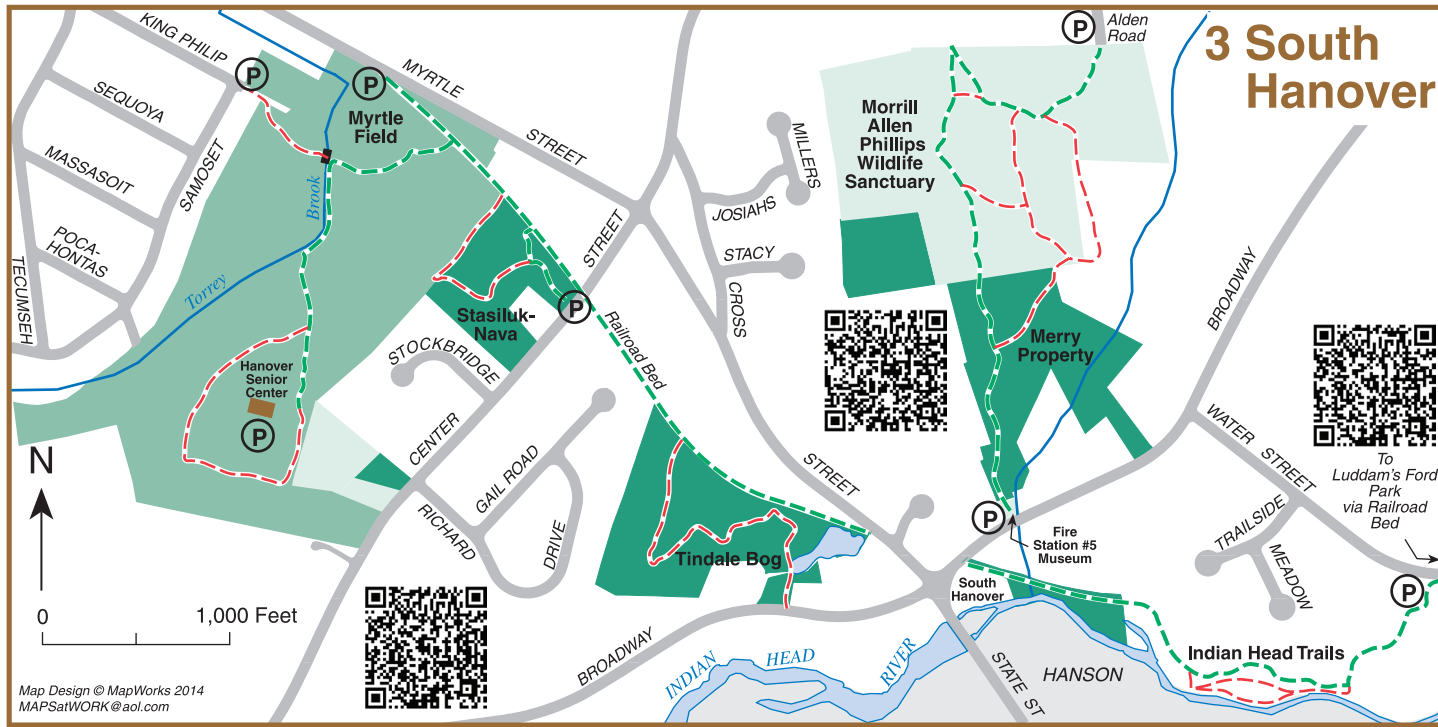 3 South
Hanover
KING PHILIP
P
P
MYRTLE
STREET
Myrtle
Field
SEQUOYA
MASSASOIT
SAMOSET
POCA-
HONTAS
TECUMSEH
Brook
Torrey
P
Alden
Road
Morrill
Allen
Phillips
Wildlife
Sanctuary
MILLERS
JOSIAHS
STACY
CROSS
STREET
STREET
CENTER
P
Stasiluk-
Nava
STOCKBRIDGE
Railroad Bed
Hanover
Senior
Center
P
Merry
Property
BROADWAY
WATER
STREET
To
Luddam's Ford
Park
via Railroad
Bed
GAIL ROAD
RICHARD
DRIVE
Tindale Bog
P
Fire
Station #5
Museum
TRAILSIDE
MEADOW
P
South
Hanover
BROADWAY
INDIAN
HEAD
RIVER
STATE ST
HANSON
Indian Head Trails
N
0
1,000 Feet
Map Design © MapWorks 2014
MAPSatWORK@aol.com